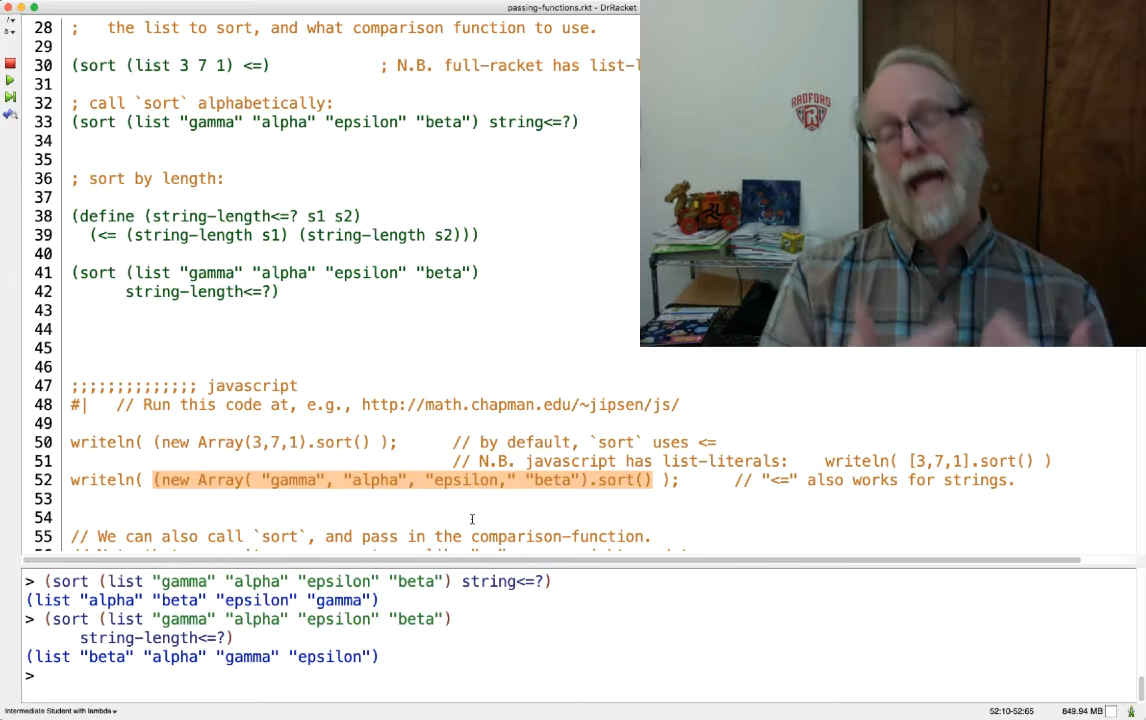 passing-functions.rkt - DrRacket
28 ;   the list to sort, and what comparison function to use.
29
30 (sort (list 3 7 1) <=)            ; N.B. full-racket has list-l
31
32 ; call `sort` alphabetically:
33 (sort (list "gamma" "alpha" "epsilon" "beta") string<=?)
34
35
36 ; sort by length:
37
38 (define (string-length<=? s1 s2)
39   (<= (string-length s1) (string-length s2)))
40
41 (sort (list "gamma" "alpha" "epsilon" "beta")
42       string-length<=?)
43
44
45
46
47 ;;;;;;;;;;;;;; javascript
48 #|   // Run this code at, e.g., http://math.chapman.edu/~jipsen/js/
49
50 writeln( (new Array(3,7,1).sort() );      // by default, `sort` uses <=
51                                           // N.B. javascript has list-literals:    writeln( [3,7,1].sort() )
52 writeln( (new Array( "gamma", "alpha", "epsilon," "beta").sort() );      // "<=" also works for strings.
53
54
55 // We can also call `sort`, and pass in the comparison-function.
> (sort (list "gamma" "alpha" "epsilon" "beta") string<=?)
(list "alpha" "beta" "epsilon" "gamma")
> (sort (list "gamma" "alpha" "epsilon" "beta")
      string-length<=?)
(list "beta" "alpha" "gamma" "epsilon")
>
Intermediate Student with lambda
52:10-52:65
849.94 MB
RADFORD